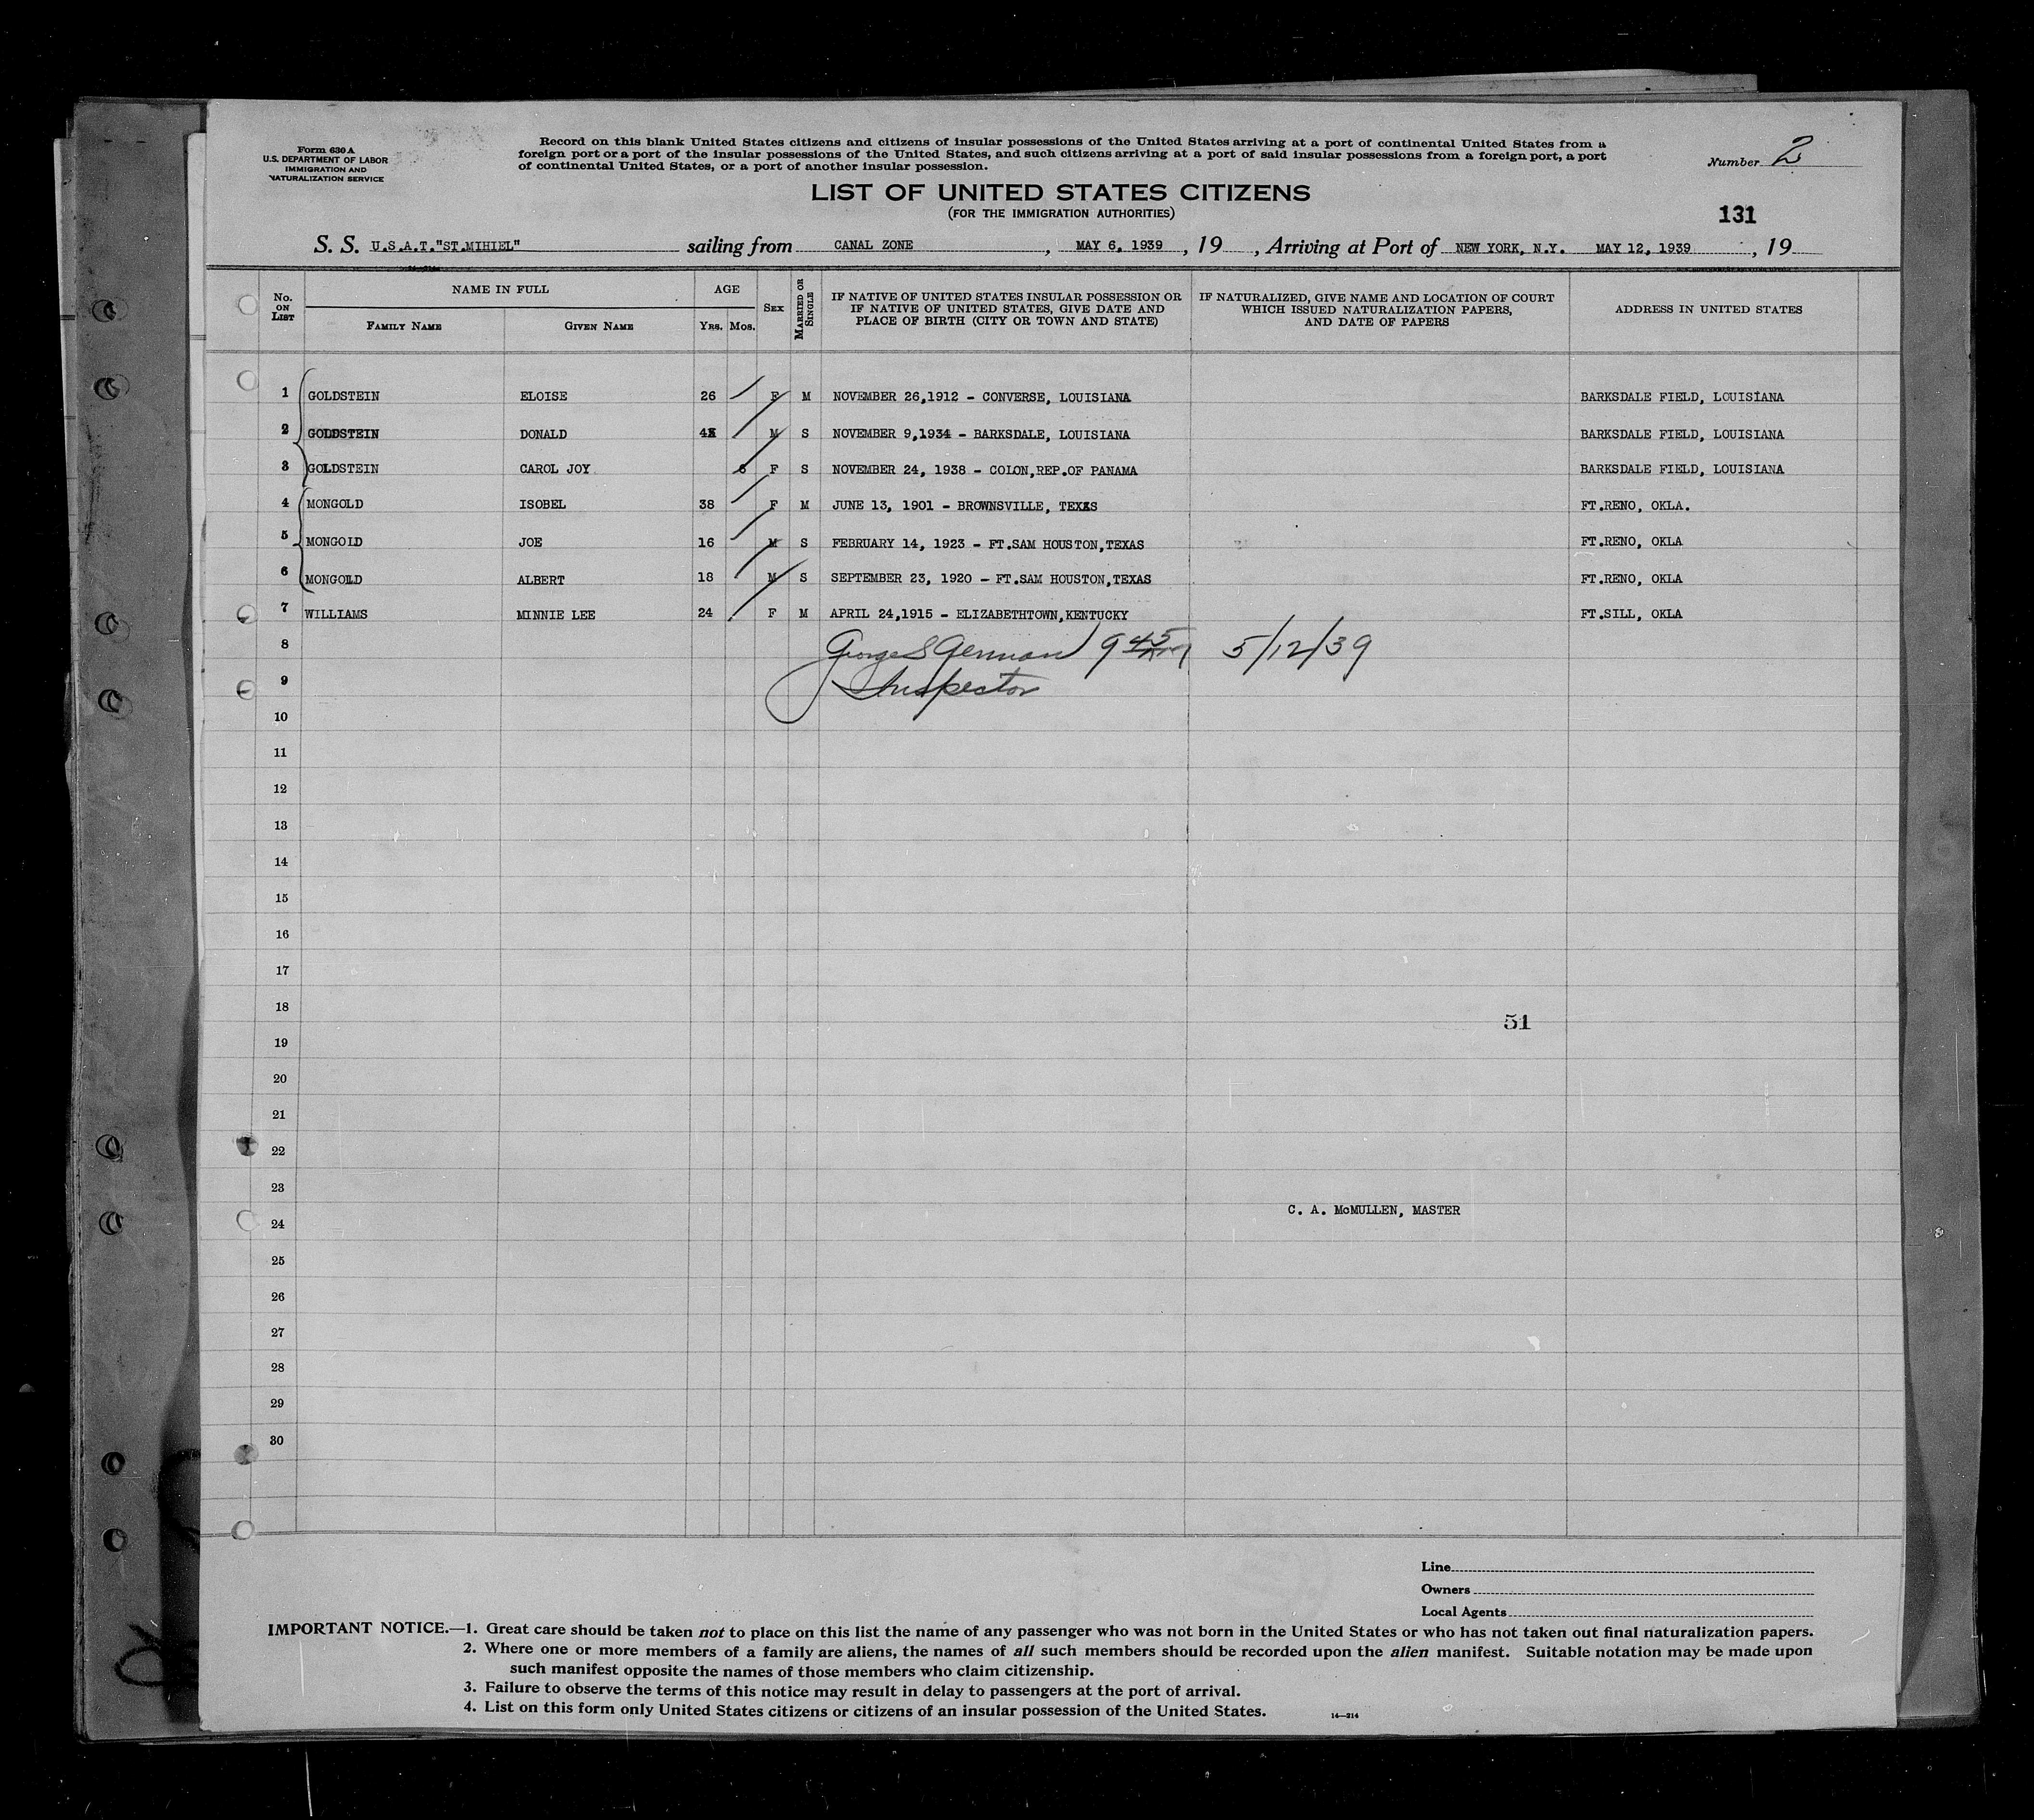 Form 630 A
U.S. DEPARTMENT OF LABOR
IMMIGRATION AND
NATURALIZATION SERVICE
Record on this blank United States citizens and citizens of insular possessions of the United States arriving at a port of continental United States from a
foreign port or a port of the insular possessions of the United States, and such citizens arriving at a port of said insular possessions from a foreign port, a port
of continental United States, or a port of another insular possession.
Number 2
LIST OF UNITED STATES CITIZENS
(FOR THE IMMIGRATION AUTHORITIES)
131
S. S. U.S.A.T."ST.MIHIEL" sailing from CANAL ZONE, MAY 6, 1939, 19 , Arriving at Port of NEW YORK, N.Y. MAY 12, 1939, 19
No. ON LIST NAME IN FULL FAMILY NAME GIVEN NAME AGE YRS. MOS. SEX MARRIED OR SINGLE IF NATIVE OF UNITED STATES INSULAR POSSESSION OR IF NATIVE OF UNITED STATES, GIVE DATE AND PLACE OF BIRTH (CITY OR TOWN AND STATE) IF NATURALIZED, GIVE NAME AND LOCATION OF COURT WHICH ISSUED NATURALIZATION PAPERS, AND DATE OF PAPERS ADDRESS IN UNITED STATES
1 GOLDSTEIN ELOISE 26 F M NOVEMBER 26,1912 - CONVERSE, LOUISIANA BARKSDALE FIELD, LOUISIANA
2 GOLDSTEIN DONALD 4 M S NOVEMBER 9,1934 - BARKSDALE, LOUISIANA BARKSDALE FIELD, LOUISIANA
3 GOLDSTEIN CAROL JOY 6 F S NOVEMBER 24, 1938 - COLON,REP.OF PANAMA BARKSDALE FIELD, LOUISIANA
4 MONGOLD ISOBEL 38 F M JUNE 13, 1901 - BROWNSVILLE, TEXAS FT.RENO, OKLA.
5 MONGOLD JOE 16 M S FEBRUARY 14, 1923 - FT.SAM HOUSTON,TEXAS FT.RENO, OKLA
6 MONGOLD ALBERT 18 M S SEPTEMBER 23, 1920 - FT.SAM HOUSTON,TEXAS FT.RENO, OKLA
7 WILLIAMS MINNIE LEE 24 F M APRIL 24,1915 - ELIZABETHTOWN,KENTUCKY FT.SILL, OKLA
8 George S German 9 45 am 5/12/39
9 Inspector
10
11
12
13
14
15
16
17
18
51
19
20
21
22
23
C. A. McMULLEN, MASTER
24
25
26
27
28
29
30
Line
Owners
Local Agents
IMPORTANT NOTICE.—1. Great care should be taken not to place on this list the name of any passenger who was not born in the United States or who has not taken out final naturalization papers.
2. Where one or more members of a family are aliens, the names of all such members should be recorded upon the alien manifest. Suitable notation may be made upon
such manifest opposite the names of those members who claim citizenship.
3. Failure to observe the terms of this notice may result in delay to passengers at the port of arrival.
4. List on this form only United States citizens or citizens of an insular possession of the United States.
14—214